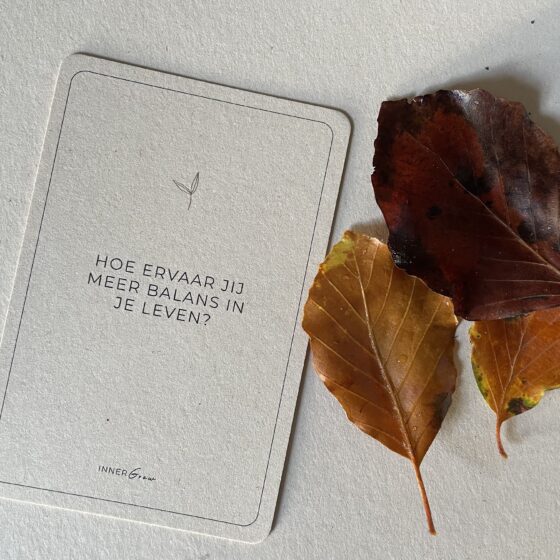 HOE ERVAAR JIJ
MEER BALANS IN
JE LEVEN?
INNER Grow